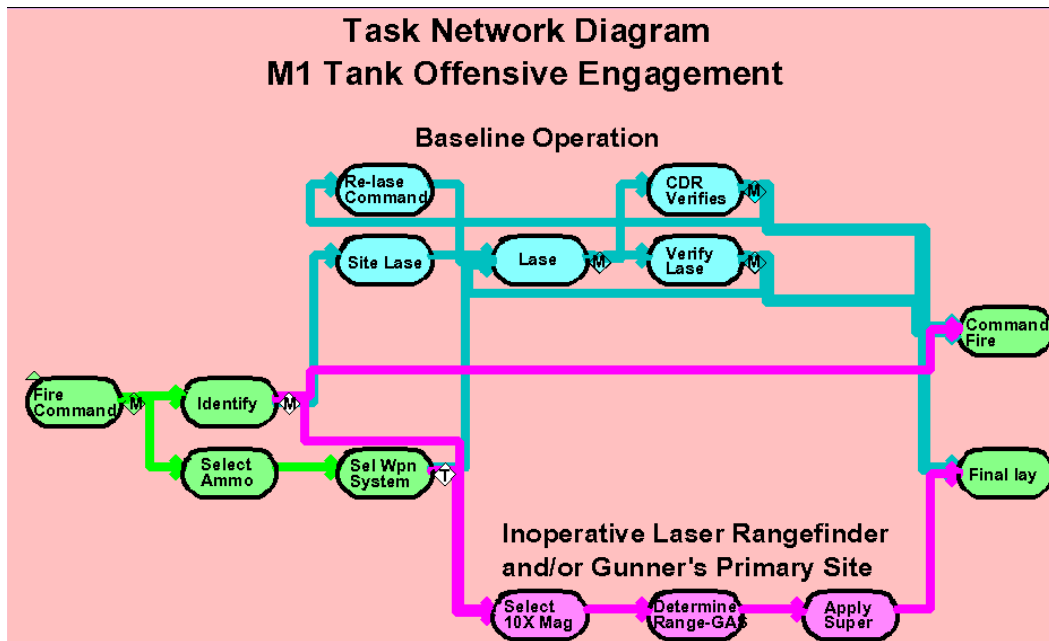 Task Network Diagram
M1 Tank Offensive Engagement
Baseline Operation
Re-lase
Command
CDR
Verifies
M
Site Lase
Lase
M
Verify
Lase
M
Command
Fire
Fire
Command
M
Identify
M
Select
Ammo
Sel Wpn
System
T
Final lay
Inoperative Laser Rangefinder
and/or Gunner's Primary Site
Select
10X Mag
Determine
Range-GAS
Apply
Super